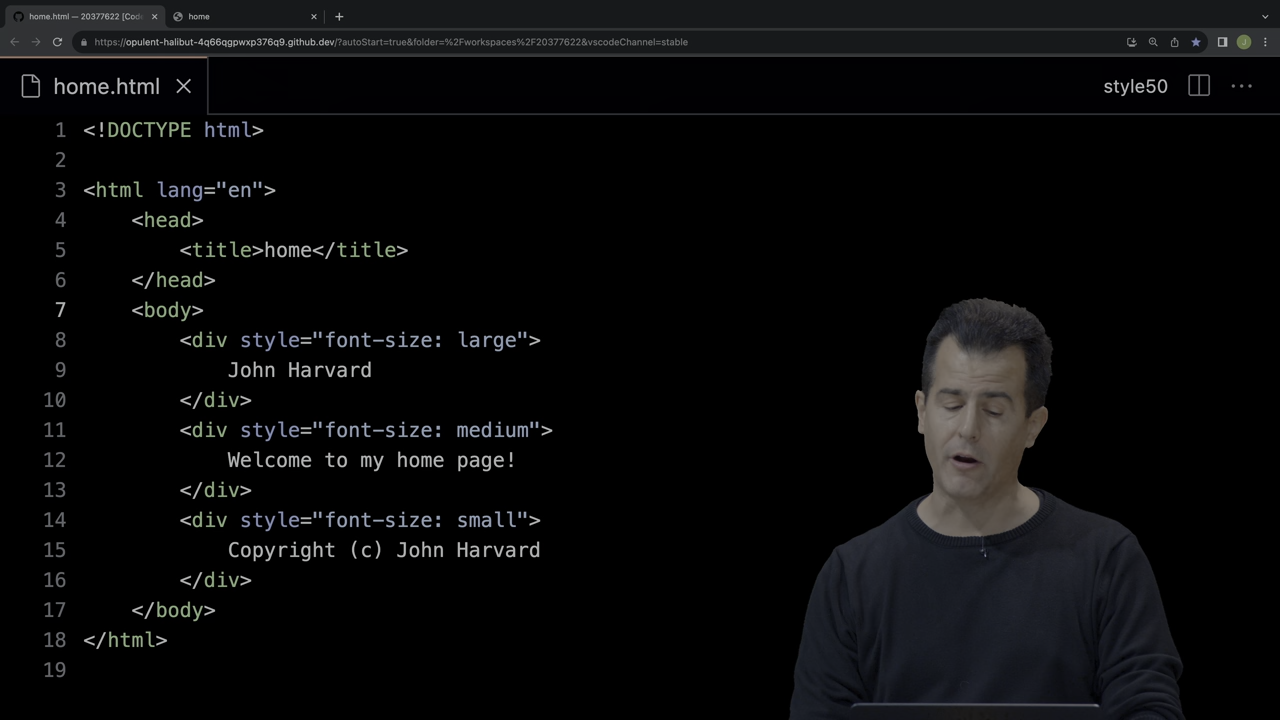 home.html — 20377622 [Cod
home
https://opulent-halibut-4q66qgpwxp376q9.github.dev/?autoStart=true&folder=%2Fworkspaces%2F20377622&vscodeChannel=stable
J
home.html
style50
1 <!DOCTYPE html>
2
3 <html lang="en">
4     <head>
5         <title>home</title>
6     </head>
7     <body>
8         <div style="font-size: large">
9             John Harvard
10         </div>
11         <div style="font-size: medium">
12             Welcome to my home page!
13         </div>
14         <div style="font-size: small">
15             Copyright (c) John Harvard
16         </div>
17     </body>
18 </html>
19